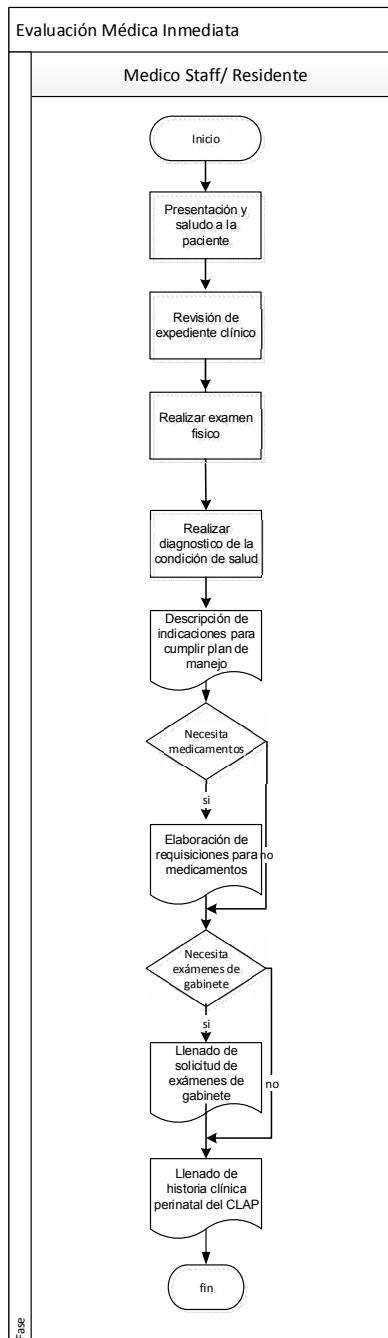 Evaluación Médica Inmediata
Medico Staff/ Residente
Inicio
Presentación y
saludo a la
paciente
Revisión de
expediente clínico
Realizar examen
fisico
Realizar
diagnostico de la
condición de salud
Descripción de
indicaciones para
cumplir plan de
manejo
Necesita
medicamentos
si
Elaboración de
requisiciones para
medicamentos
no
Necesita
exámenes de
gabinete
si
Llenado de
solicitud de
exámenes de
gabinete
no
Llenado de
historia clínica
perinatal del CLAP
fin
Fase